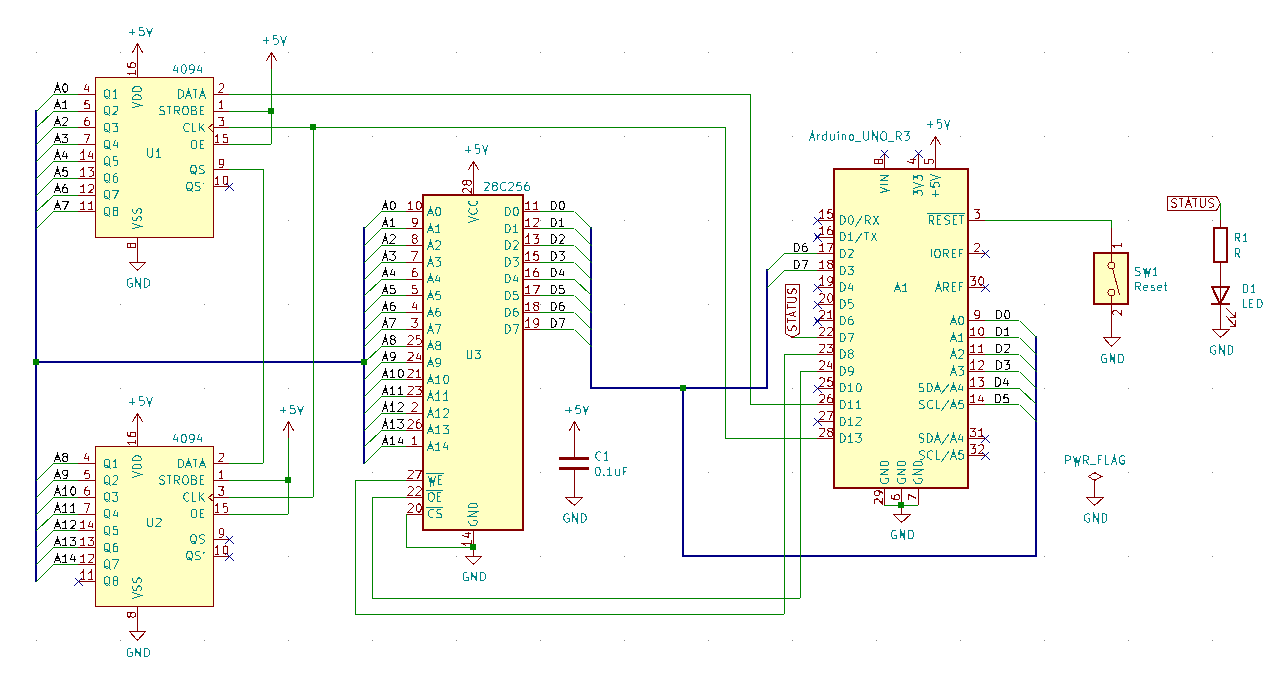 +5V
+5V
16
4094
VDD
A0 4 Q1 DATA 2
A1 5 Q2 STROBE 1
A2 6 Q3 CLK 3
A3 7 Q4 OE 15
A4 14 Q5 U1
A5 13 Q6 QS 9
A6 12 Q7 QS' 10
A7 11 Q8
VSS
8
GND
+5V
16
4094
VDD
+5V
A8 4 Q1 DATA 2
A9 5 Q2 STROBE 1
A10 6 Q3 CLK 3
A11 7 Q4 OE 15
A12 14 Q5 U2
A13 13 Q6 QS 9
A14 12 Q7 QS' 10
11 Q8
VSS
8
GND
+5V
28
28C256
VCC
A0 10 A0 D0 11 D0
A1 9 A1 D1 12 D1
A2 8 A2 D2 13 D2
A3 7 A3 D3 15 D3
A4 6 A4 D4 16 D4
A5 5 A5 D5 17 D5
A6 4 A6 D6 18 D6
A7 3 A7 D7 19 D7
A8 25 A8
A9 24 A9 U3
A10 21 A10
A11 23 A11
A12 2 A12
A13 26 A13
A14 1 A14
27 WE
22 OE
20 CS
GND
14
GND
+5V
C1
0.1uF
GND
Arduino_UNO_R3
+5V
8 4 5
VIN 3V3 +5V
15 D0/RX RESET 3
16 D1/TX
D6 17 D2 IOREF 2
D7 18 D3
19 D4 A1 AREF 30
20 D5
STATUS
21 D6 A0 9 D0
22 D7 A1 10 D1
23 D8 A2 11 D2
24 D9 A3 12 D3
25 D10 SDA/A4 13 D4
26 D11 SCL/A5 14 D5
27 D12
28 D13 SDA/A4 31
SCL/A5 32
GND GND GND
29 6 7
GND
1
SW1
Reset
2
GND
PWR_FLAG
GND
STATUS
R1
R
D1
LED
GND